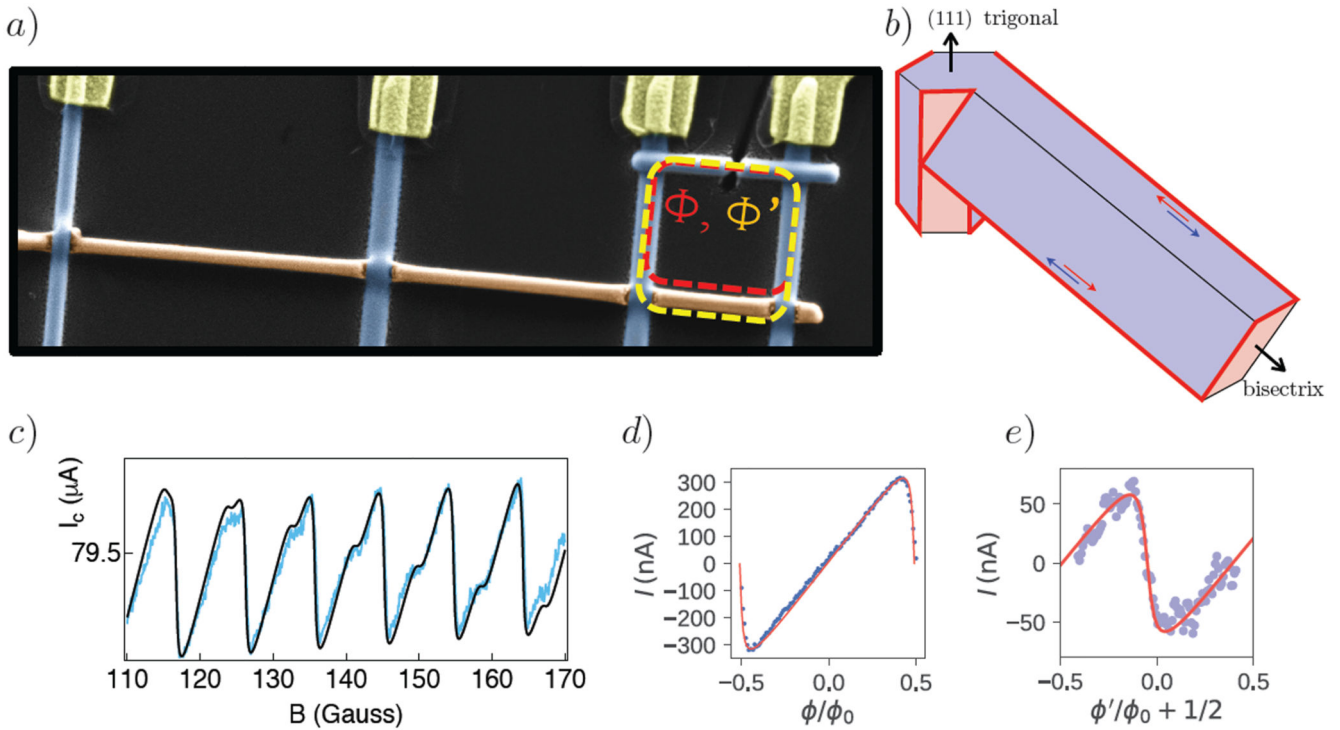 a)
Φ, Φ’
b)
(111) trigonal
bisectrix
c)
I_c (μA)
79.5
110 120 130 140 150 160 170
B (Gauss)
d)
I (nA)
300
200
100
0
−100
−200
−300
−0.5 0.0 0.5
ϕ/ϕ₀
e)
I (nA)
50
0
−50
−0.5 0.0 0.5
ϕ′/ϕ₀ + 1/2